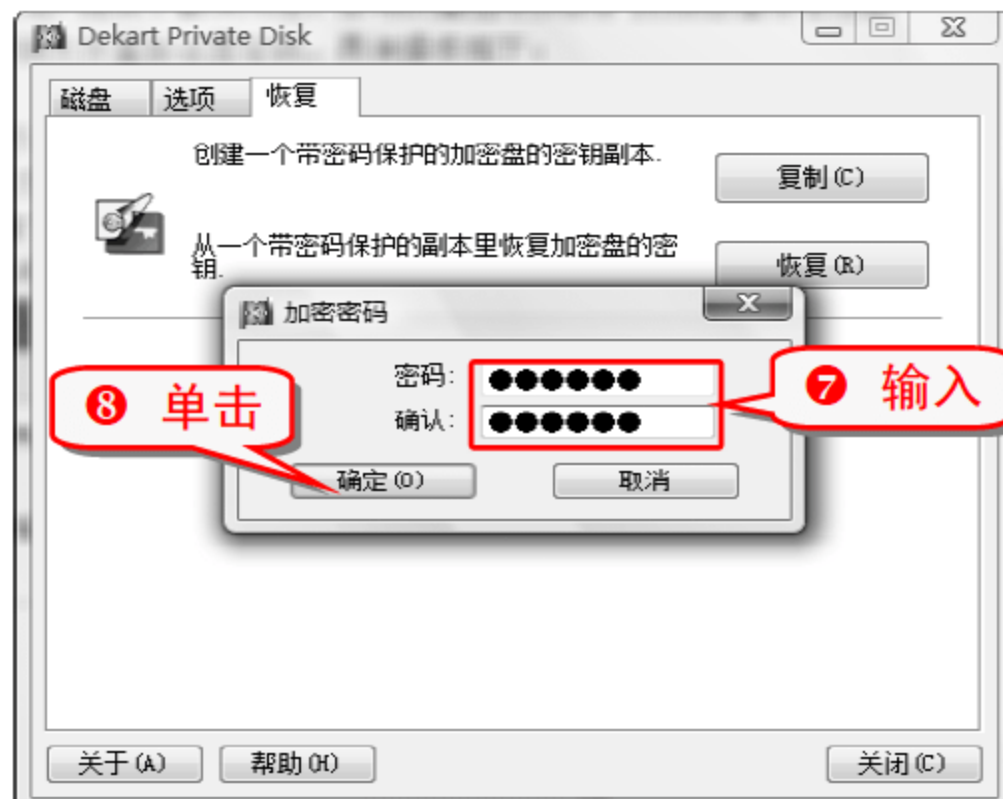 Dekart Private Disk
磁盘 选项 恢复
创建一个带密码保护的加密盘的密钥副本.
复制(C)
从一个带密码保护的副本里恢复加密盘的密
钥.
恢复(R)
加密密码
密码:
❼ 输入
❽ 单击
确认:
确定(O) 取消
关于(A) 帮助(H) 关闭(C)